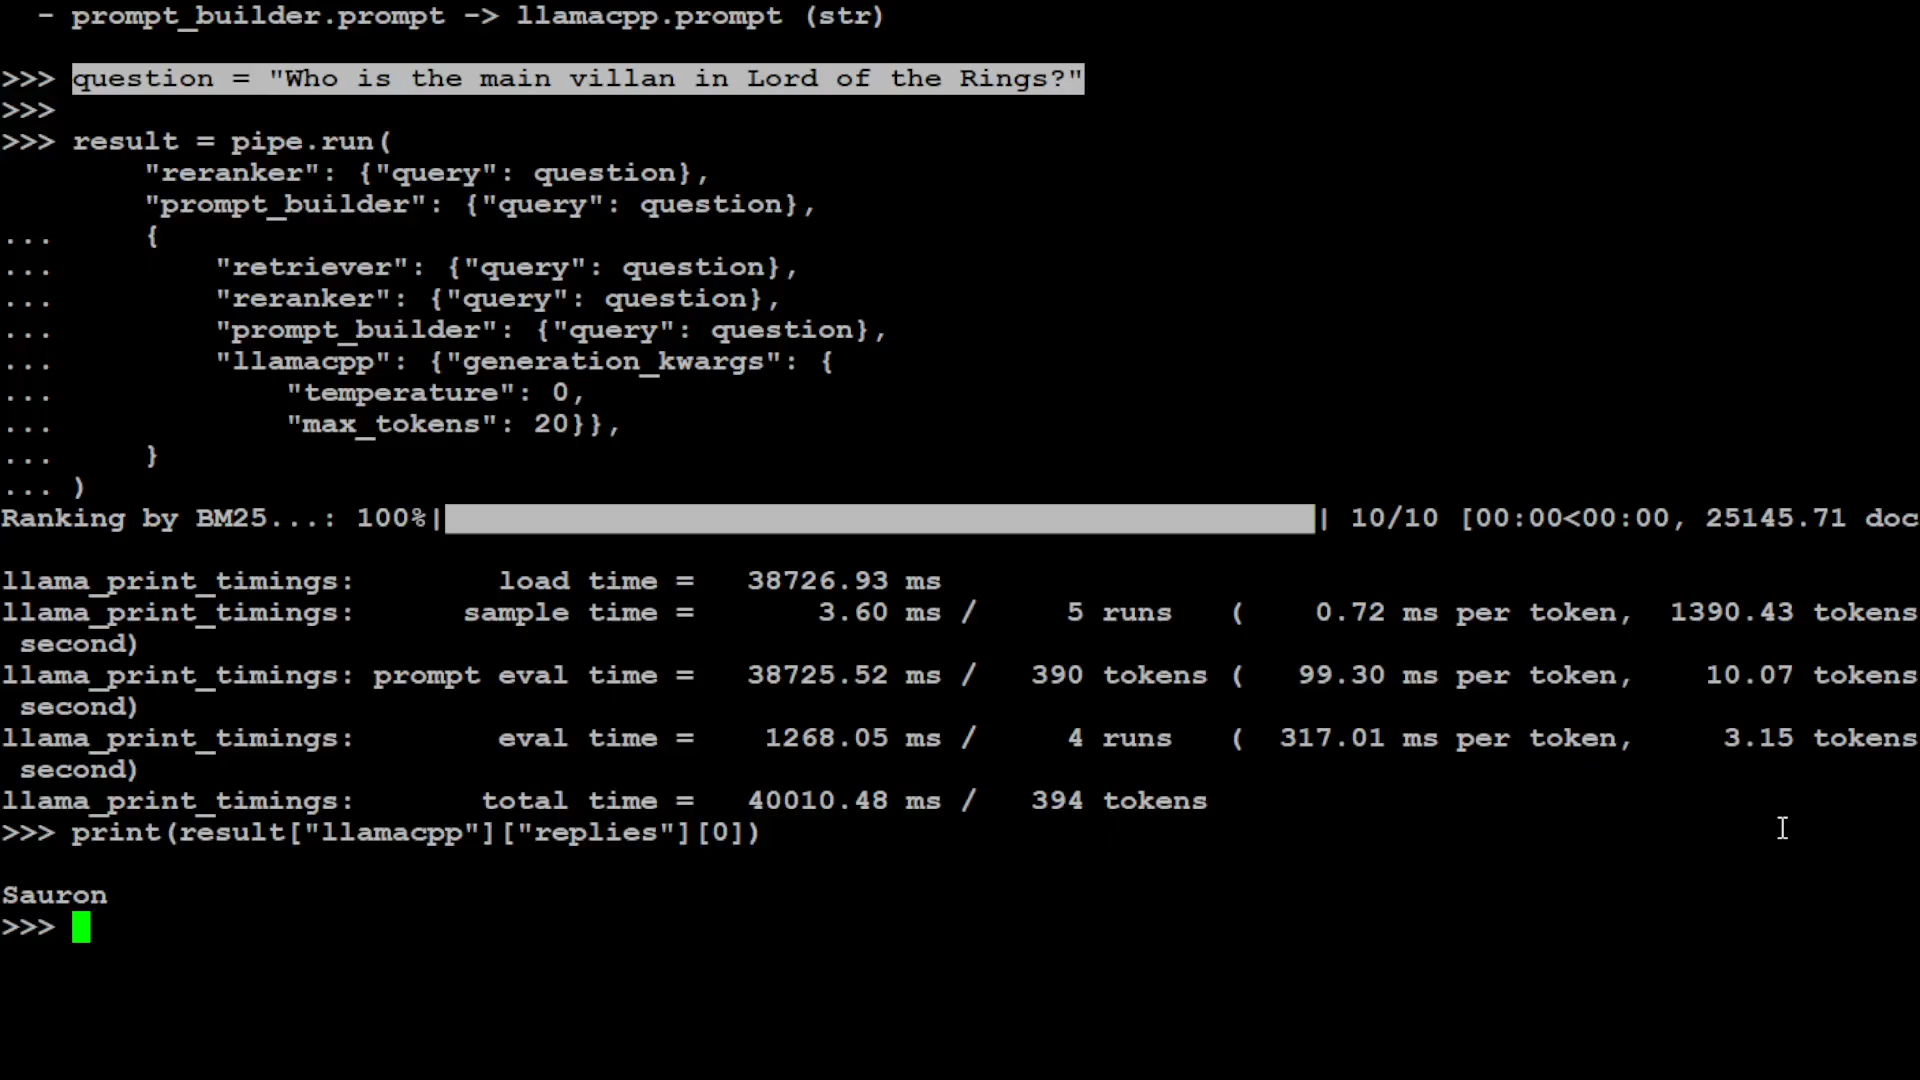 - prompt_builder.prompt -> llamacpp.prompt (str)
>>> question = "Who is the main villan in Lord of the Rings?"
>>>
>>> result = pipe.run(
"reranker": {"query": question},
"prompt_builder": {"query": question},
... {
... "retriever": {"query": question},
... "reranker": {"query": question},
... "prompt_builder": {"query": question},
... "llamacpp": {"generation_kwargs": {
... "temperature": 0,
... "max_tokens": 20}},
... }
... )
Ranking by BM25...: 100%| | 10/10 [00:00<00:00, 25145.71 doc
llama_print_timings: load time = 38726.93 ms
llama_print_timings: sample time = 3.60 ms / 5 runs ( 0.72 ms per token, 1390.43 tokens
second)
llama_print_timings: prompt eval time = 38725.52 ms / 390 tokens ( 99.30 ms per token, 10.07 tokens
second)
llama_print_timings: eval time = 1268.05 ms / 4 runs ( 317.01 ms per token, 3.15 tokens
second)
llama_print_timings: total time = 40010.48 ms / 394 tokens
>>> print(result["llamacpp"]["replies"][0])
Sauron
>>>